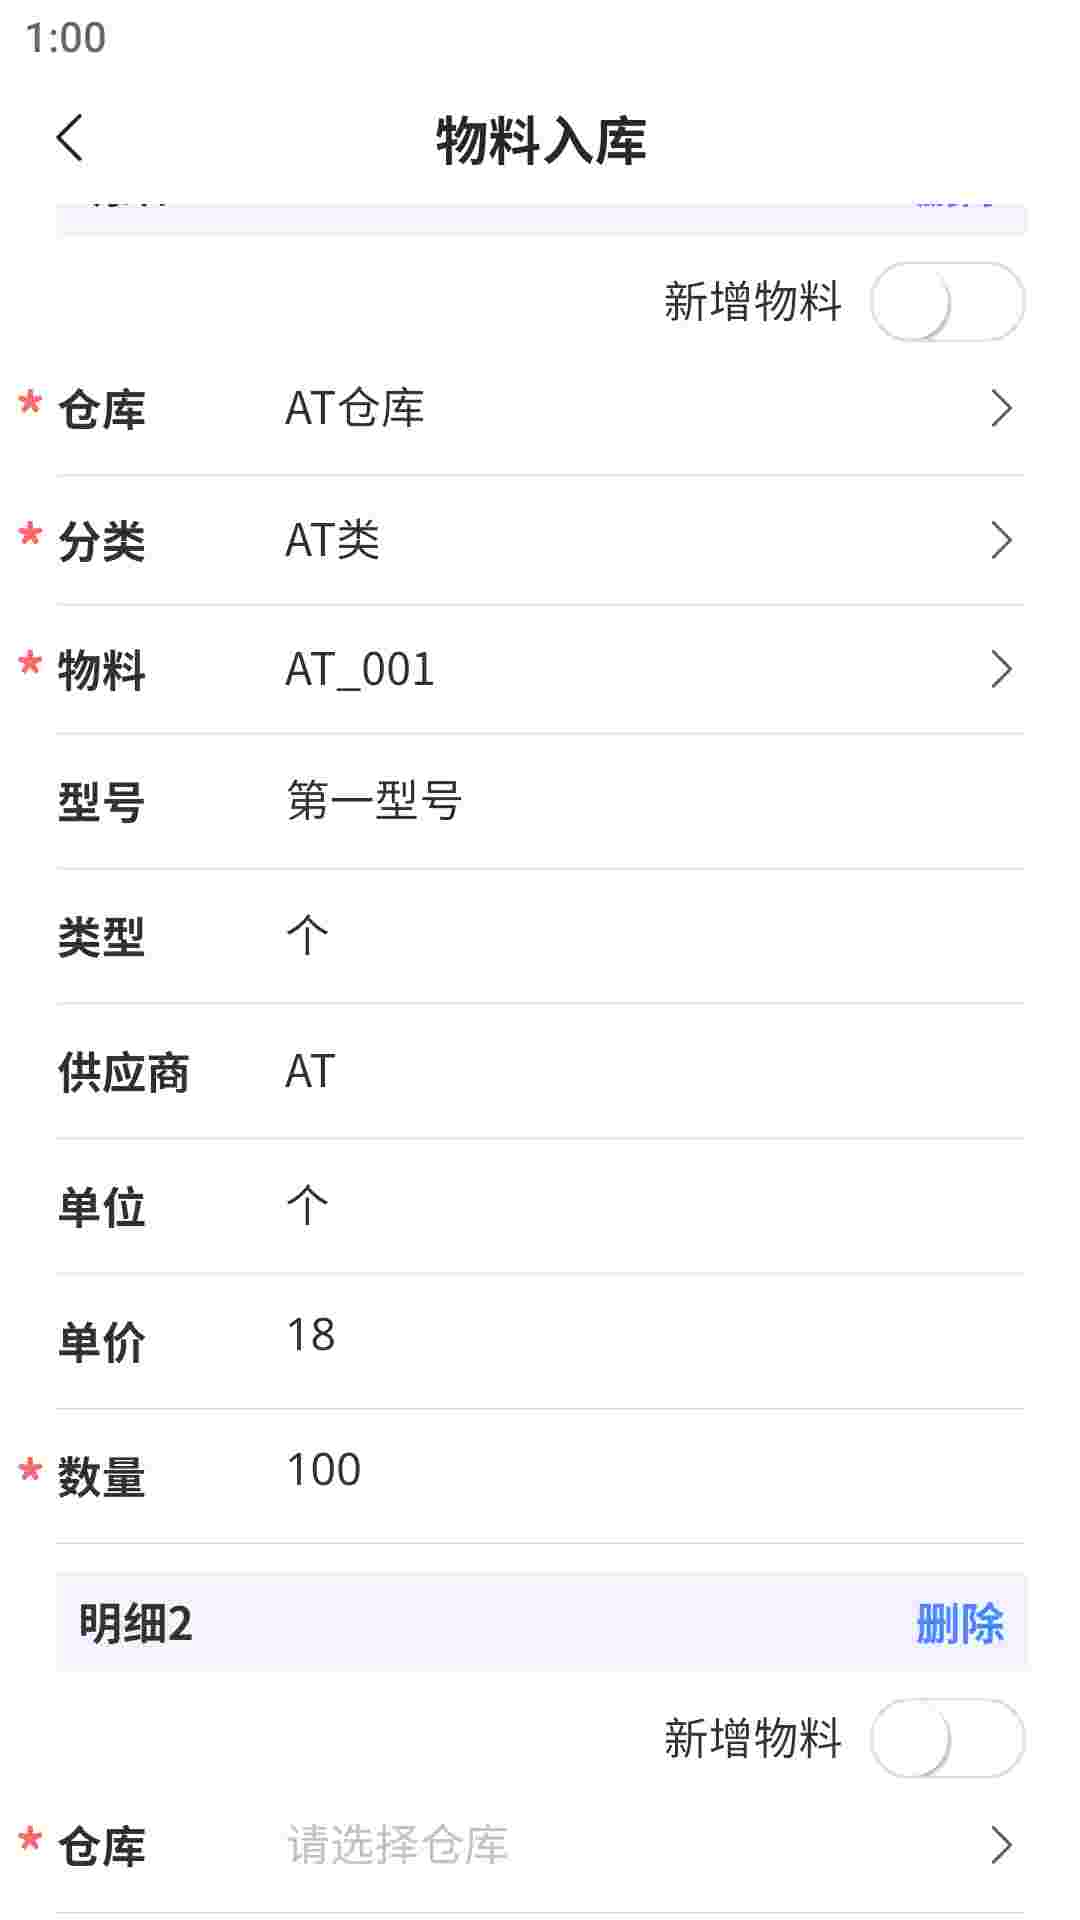 1:00
物料入库
新增物料
* 仓库 AT仓库
* 分类 AT类
* 物料 AT_001
型号 第一型号
类型 个
供应商 AT
单位 个
单价 18
* 数量 100
明细2 删除
新增物料
* 仓库 请选择仓库